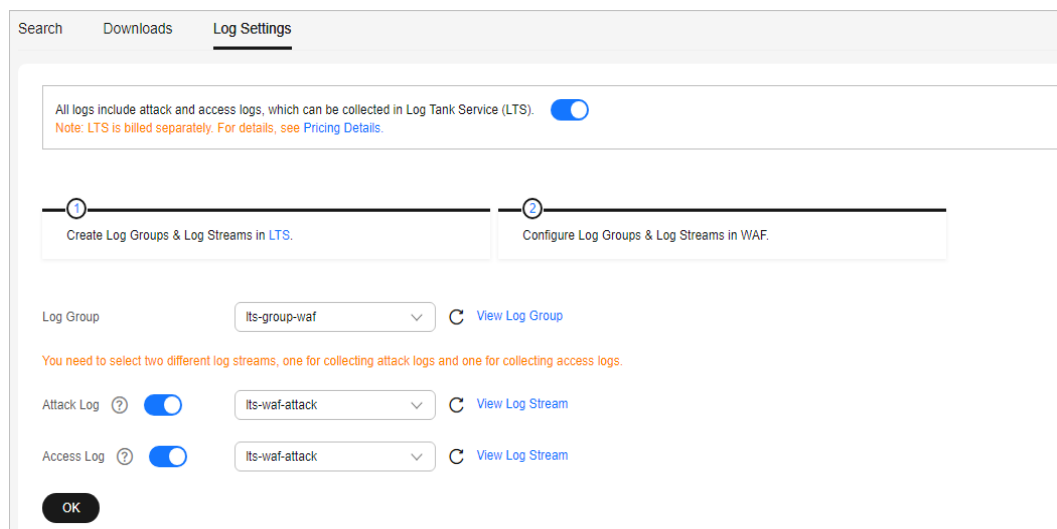 Search Downloads Log Settings
All logs include attack and access logs, which can be collected in Log Tank Service (LTS).
Note: LTS is billed separately. For details, see Pricing Details.
1 2
Create Log Groups & Log Streams in LTS. Configure Log Groups & Log Streams in WAF.
Log Group lts-group-waf View Log Group
You need to select two different log streams, one for collecting attack logs and one for collecting access logs.
Attack Log ? lts-waf-attack View Log Stream
Access Log ? lts-waf-attack View Log Stream
OK